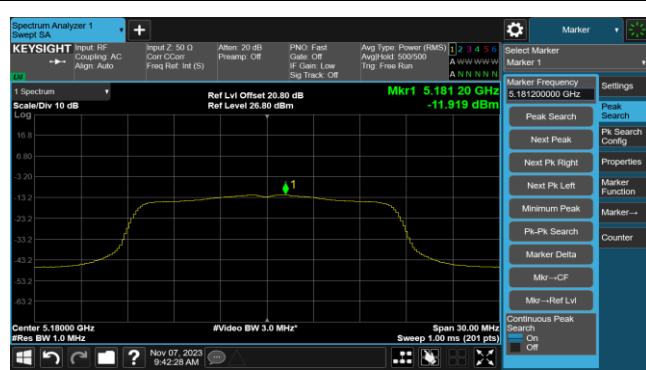 Spectrum Analyzer 1
Swept SA
Marker
KEYSIGHT Input: RF
Coupling: AC
Align: Auto
Input Z: 50 Ω
Corr CCorr
Freq Ref: Int (S)
Atten: 20 dB
Preamp: Off
PNO: Fast
Gate: Off
IF Gain: Low
Sig Track: Off
Avg Type: Power (RMS)
Avg|Hold: 500/500
Trig: Free Run
1 2 3 4 5 6
A W W W W W
A N N N N N
LXI
Select Marker
Marker 1
1 Spectrum
Scale/Div 10 dB
Log
Ref Lvl Offset 20.80 dB
Ref Level 26.80 dBm
Mkr1 5.181 20 GHz
-11.919 dBm
16.8
6.80
-3.20
-13.2
-23.2
-33.2
-43.2
-53.2
-63.2
1
Center 5.18000 GHz
#Res BW 1.0 MHz
#Video BW 3.0 MHz*
Span 30.00 MHz
Sweep 1.00 ms (201 pts)
Marker Frequency
5.181200000 GHz
Peak Search
Next Peak
Next Pk Right
Next Pk Left
Minimum Peak
Pk-Pk Search
Marker Delta
Mkr→CF
Mkr→Ref Lvl
Continuous Peak
Search
On
Off
Settings
Peak
Search
Pk Search
Config
Properties
Marker
Function
Marker→
Counter
?
Nov 07, 2023
9:42:28 AM